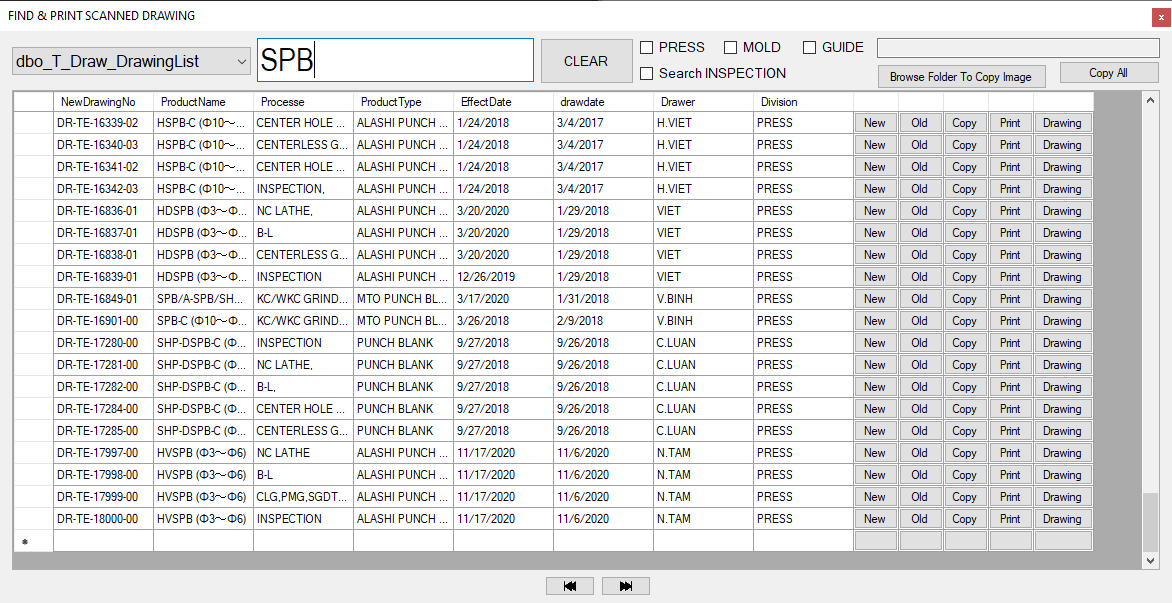 FIND & PRINT SCANNED DRAWING
x
dbo_T_Draw_DrawingList SPB CLEAR PRESS MOLD GUIDE
Search INSPECTION Browse Folder To Copy Image Copy All
NewDrawingNo ProductName Processe ProductType EffectDate drawdate Drawer Division
DR-TE-16339-02 HSPB-C (Φ10～... CENTER HOLE ... ALASHI PUNCH ... 1/24/2018 3/4/2017 H.VIET PRESS New Old Copy Print Drawing
DR-TE-16340-03 HSPB-C (Φ10～... CENTERLESS G... ALASHI PUNCH ... 1/24/2018 3/4/2017 H.VIET PRESS New Old Copy Print Drawing
DR-TE-16341-02 HSPB-C (Φ10～... CENTER HOLE ... ALASHI PUNCH ... 1/24/2018 3/4/2017 H.VIET PRESS New Old Copy Print Drawing
DR-TE-16342-03 HSPB-C (Φ10～... INSPECTION, ALASHI PUNCH ... 1/24/2018 3/4/2017 H.VIET PRESS New Old Copy Print Drawing
DR-TE-16836-01 HDSPB (Φ3～Φ... NC LATHE, ALASHI PUNCH ... 3/20/2020 1/29/2018 VIET PRESS New Old Copy Print Drawing
DR-TE-16837-01 HDSPB (Φ3～Φ... B-L ALASHI PUNCH ... 3/20/2020 1/29/2018 VIET PRESS New Old Copy Print Drawing
DR-TE-16838-01 HDSPB (Φ3～Φ... CENTERLESS G... ALASHI PUNCH ... 3/20/2020 1/29/2018 VIET PRESS New Old Copy Print Drawing
DR-TE-16839-01 HDSPB (Φ3～Φ... INSPECTION ALASHI PUNCH ... 12/26/2019 1/29/2018 VIET PRESS New Old Copy Print Drawing
DR-TE-16849-01 SPB/A-SPB/SH... KC/WKC GRIND... MTO PUNCH BL... 3/17/2020 1/31/2018 V.BINH PRESS New Old Copy Print Drawing
DR-TE-16901-00 SPB-C (Φ10～Φ... KC/WKC GRIND... MTO PUNCH BL... 3/26/2018 2/9/2018 V.BINH PRESS New Old Copy Print Drawing
DR-TE-17280-00 SHP-DSPB-C (Φ... INSPECTION PUNCH BLANK 9/27/2018 9/26/2018 C.LUAN PRESS New Old Copy Print Drawing
DR-TE-17281-00 SHP-DSPB-C (Φ... NC LATHE, PUNCH BLANK 9/27/2018 9/26/2018 C.LUAN PRESS New Old Copy Print Drawing
DR-TE-17282-00 SHP-DSPB-C (Φ... B-L, PUNCH BLANK 9/27/2018 9/26/2018 C.LUAN PRESS New Old Copy Print Drawing
DR-TE-17284-00 SHP-DSPB-C (Φ... CENTER HOLE ... PUNCH BLANK 9/27/2018 9/26/2018 C.LUAN PRESS New Old Copy Print Drawing
DR-TE-17285-00 SHP-DSPB-C (Φ... CENTERLESS G... PUNCH BLANK 9/27/2018 9/26/2018 C.LUAN PRESS New Old Copy Print Drawing
DR-TE-17997-00 HVSPB (Φ3～Φ6) NC LATHE ALASHI PUNCH ... 11/17/2020 11/6/2020 N.TAM PRESS New Old Copy Print Drawing
DR-TE-17998-00 HVSPB (Φ3～Φ6) B-L ALASHI PUNCH ... 11/17/2020 11/6/2020 N.TAM PRESS New Old Copy Print Drawing
DR-TE-17999-00 HVSPB (Φ3～Φ6) CLG,PMG,SGDT... ALASHI PUNCH ... 11/17/2020 11/6/2020 N.TAM PRESS New Old Copy Print Drawing
DR-TE-18000-00 HVSPB (Φ3～Φ6) INSPECTION ALASHI PUNCH ... 11/17/2020 11/6/2020 N.TAM PRESS New Old Copy Print Drawing
*